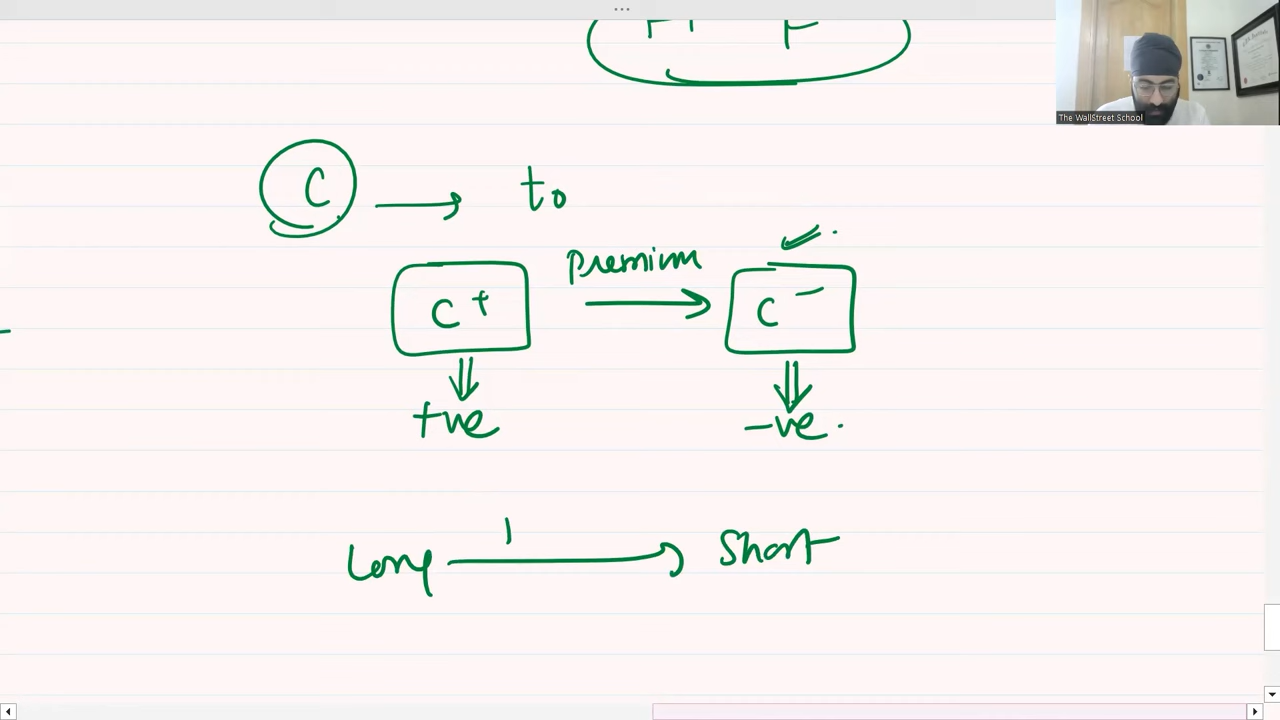 The WallStreet School
C → to
premium
C + → C –
+ve -ve.
Long → Short